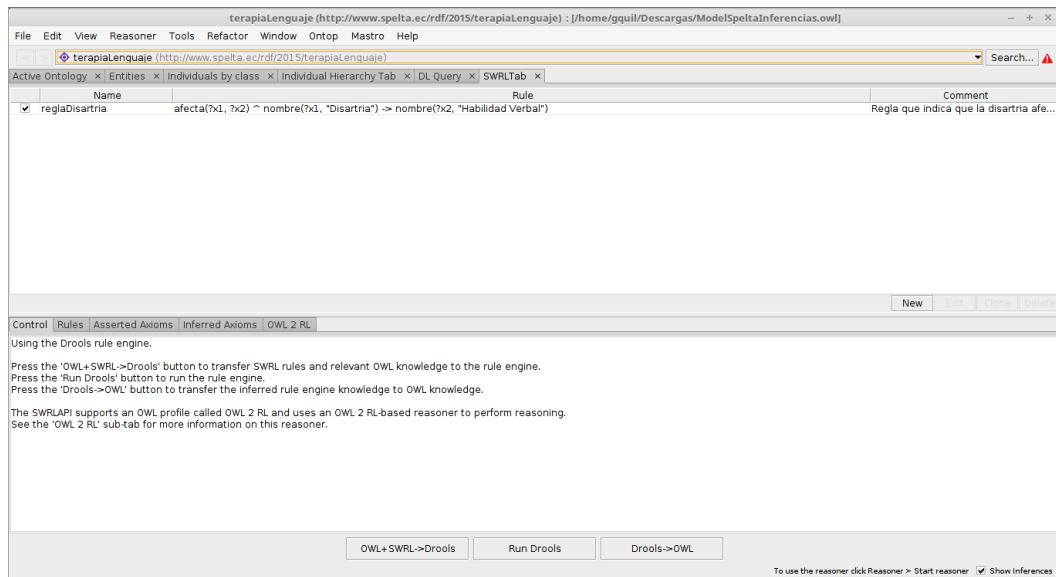 terapiaLenguaje (http://www.spelta.ec/rdf/2015/terapiaLenguaje) : [/home/gquil/Descargas/ModelSpeltaInferencias.owl]
File Edit View Reasoner Tools Refactor Window Ontop Mastro Help
< > terapiaLenguaje (http://www.spelta.ec/rdf/2015/terapiaLenguaje) Search...
Active Ontology × Entities × Individuals by class × Individual Hierarchy Tab × DL Query × SWRLTab ×
Name Rule Comment
reglaDisartria afecta(?x1, ?x2) ^ nombre(?x1, "Disartria") -> nombre(?x2, "Habilidad Verbal") Regla que indica que la disartria afe...
New Edit Clone Delete
Control Rules Asserted Axioms Inferred Axioms OWL 2 RL
Using the Drools rule engine.
Press the 'OWL+SWRL->Drools' button to transfer SWRL rules and relevant OWL knowledge to the rule engine.
Press the 'Run Drools' button to run the rule engine.
Press the 'Drools->OWL' button to transfer the inferred rule engine knowledge to OWL knowledge.
The SWRLAPI supports an OWL profile called OWL 2 RL and uses an OWL 2 RL-based reasoner to perform reasoning.
See the 'OWL 2 RL' sub-tab for more information on this reasoner.
OWL+SWRL->Drools Run Drools Drools->OWL
To use the reasoner click Reasoner > Start reasoner Show Inferences